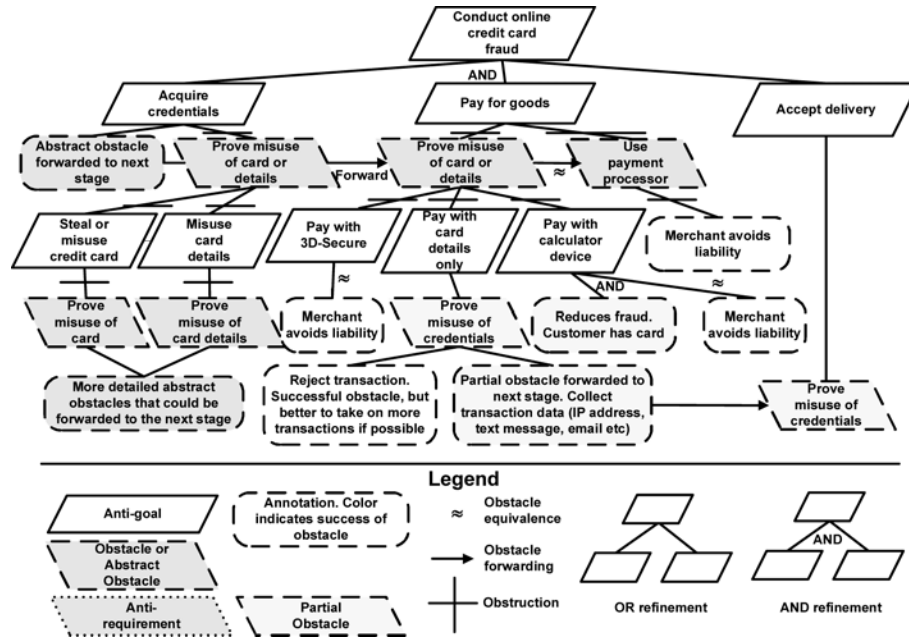 Conduct online
credit card
fraud
AND
Acquire
credentials
Pay for goods
Accept delivery
Abstract obstacle
forwarded to next
stage
Prove misuse
of card or
details
Forward
Prove misuse
of card or
details
≈
Use
payment
processor
Steal or
misuse
credit card
Misuse
card
details
Pay with
3D-Secure
Pay with
card
details
only
Pay with
calculator
device
Merchant avoids
liability
≈
AND
≈
Prove
misuse of
card
Prove
misuse of
card details
Merchant
avoids liability
Prove
misuse of
credentials
Reduces fraud.
Customer has card
Merchant
avoids liability
More detailed abstract
obstacles that could be
forwarded to the next stage
Reject transaction.
Successful obstacle, but
better to take on more
transactions if possible
Partial obstacle forwarded to
next stage. Collect
transaction data (IP address,
text message, email etc)
Prove
misuse of
credentials
Legend
Anti-goal
Annotation. Color
indicates success of
obstacle
≈
Obstacle
equivalence
Obstacle or
Abstract
Obstacle
Obstacle
forwarding
Anti-
requirement
Partial
Obstacle
Obstruction
OR refinement
AND
AND refinement